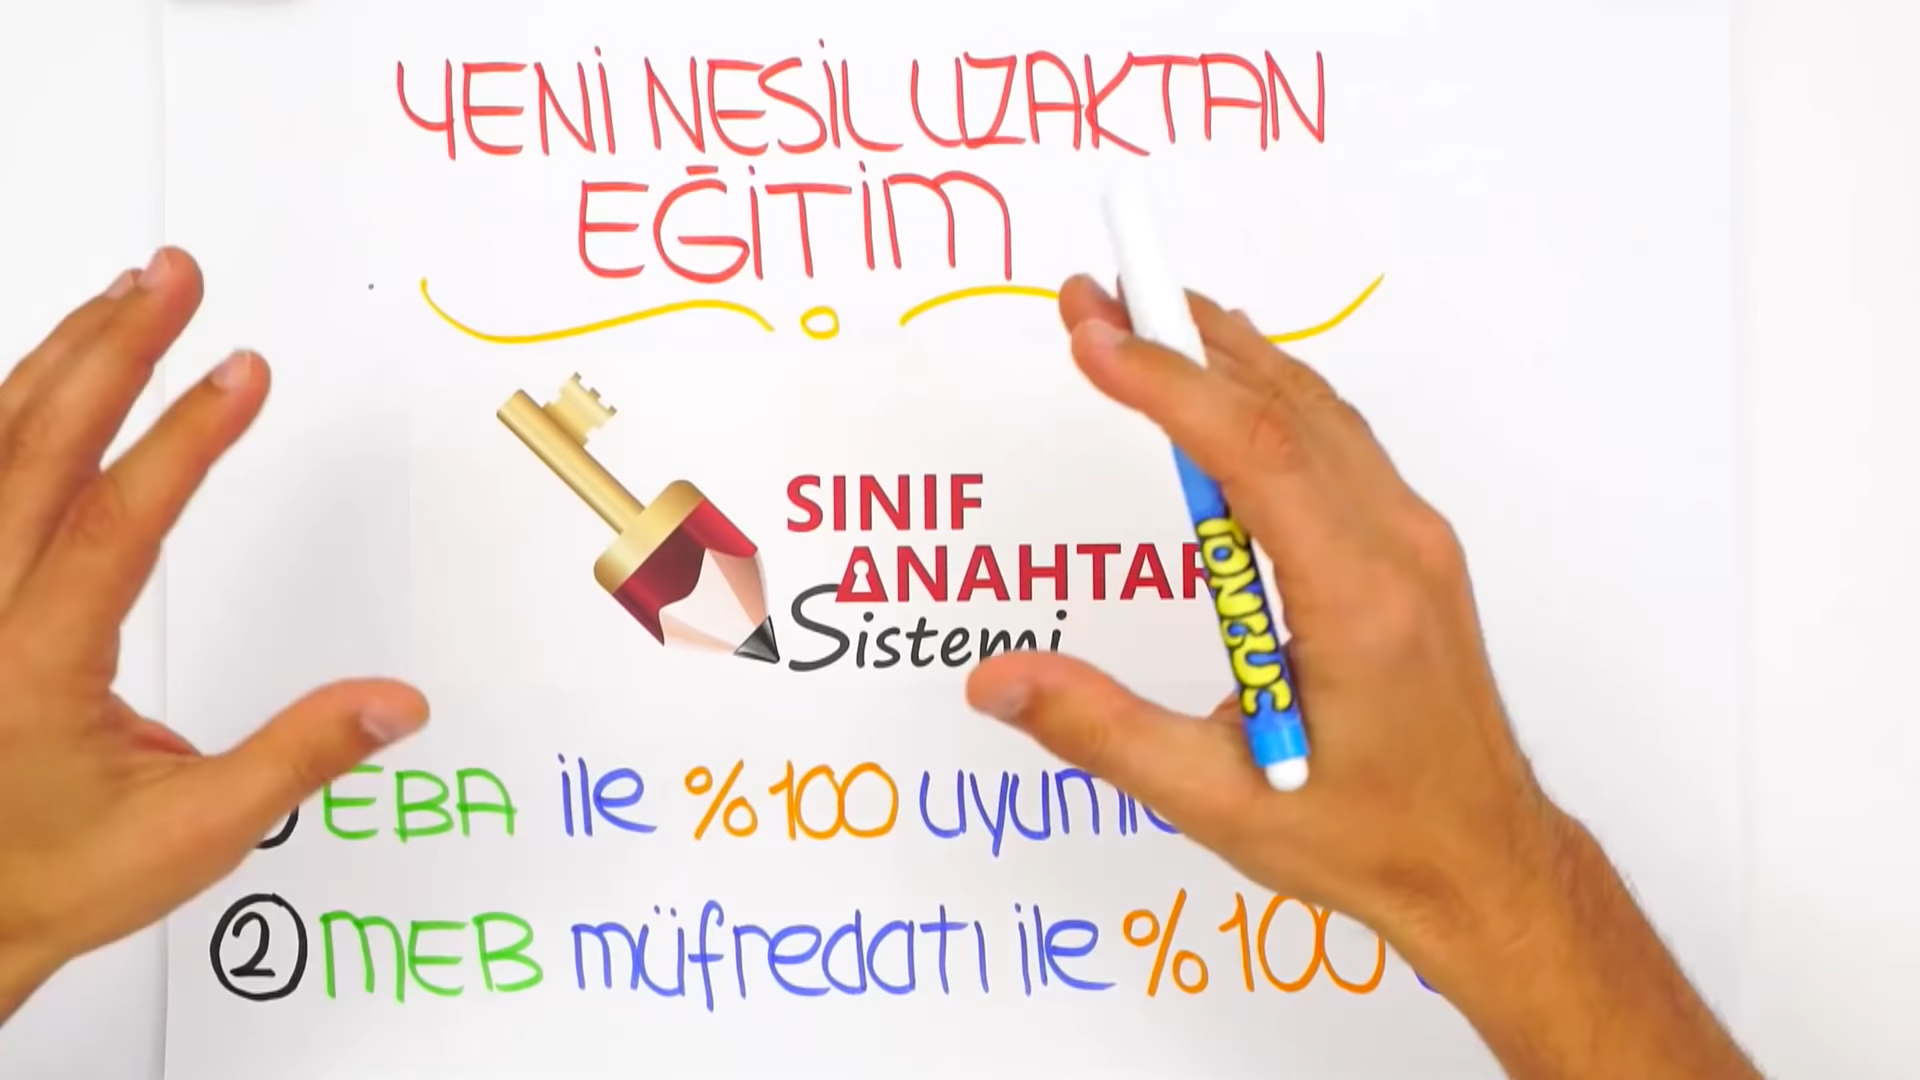 YENİ NESİL UZAKTAN
EĞİTİM
SINIF
ANAHTAR
Sistemi
TONGUÇ
EBA ile %100
2 MEB müfredatı ile %100